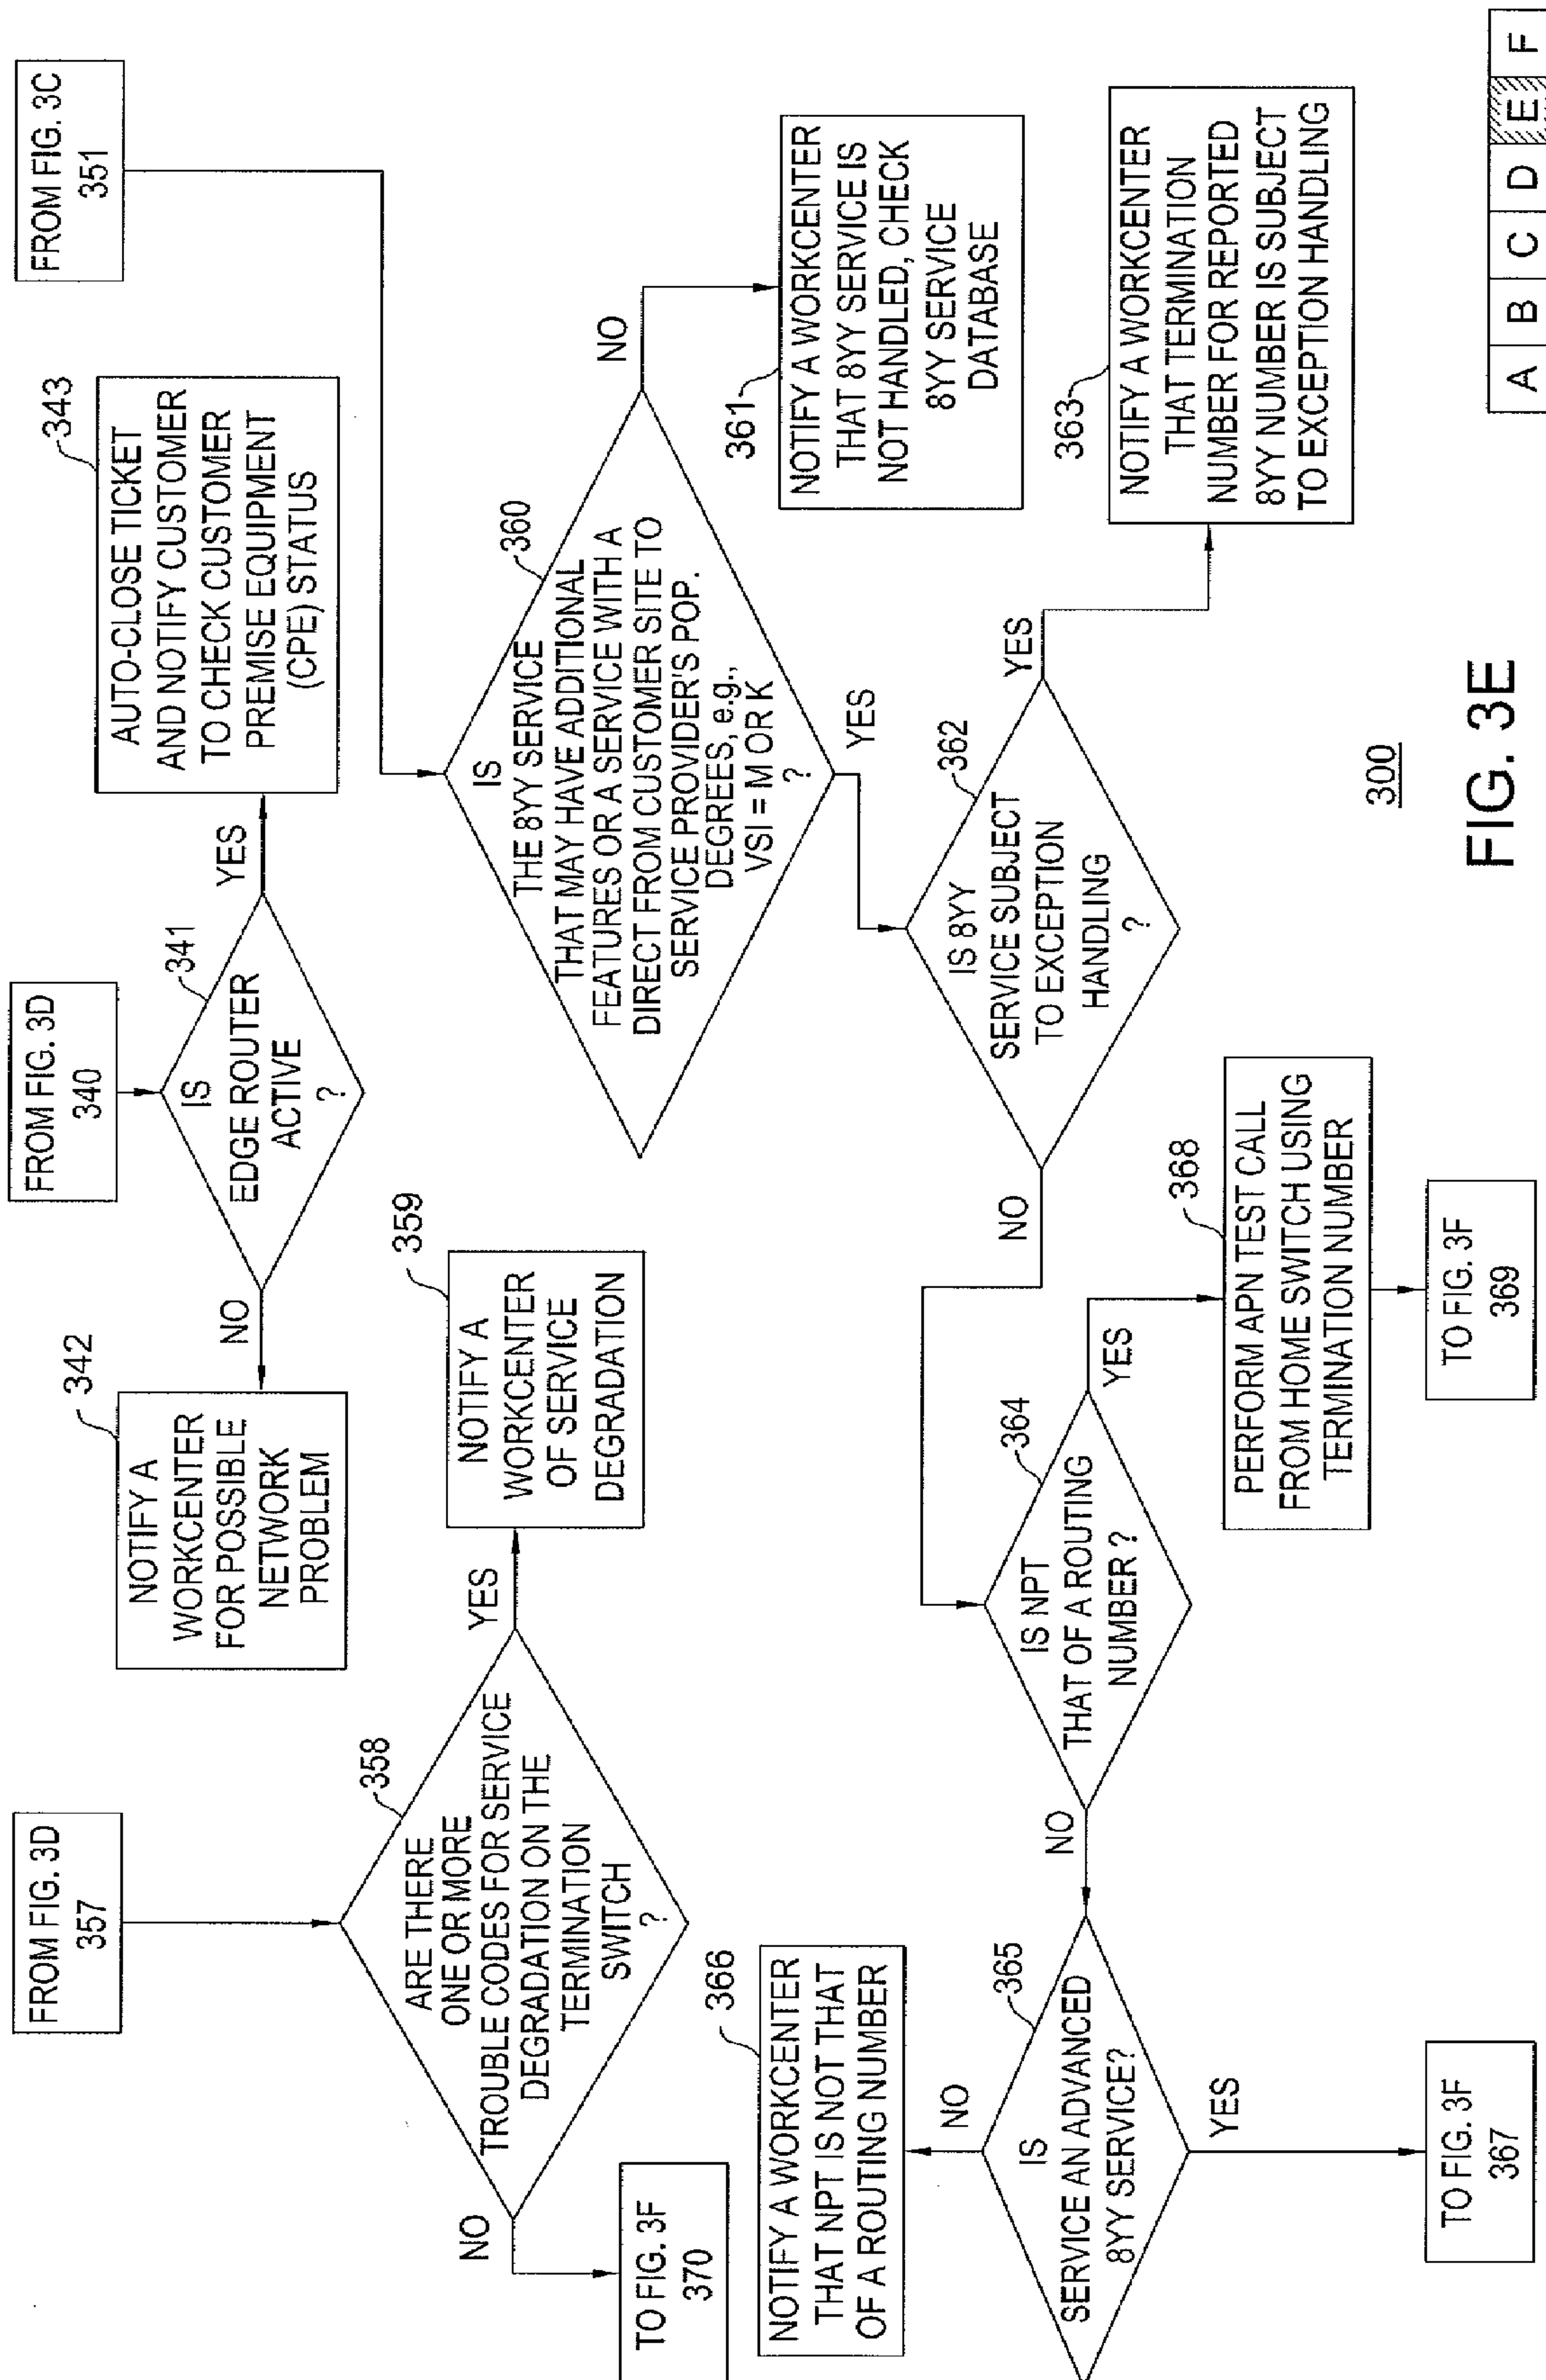 FROM FIG. 3D
357
ARE THERE
ONE OR MORE
TROUBLE CODES FOR SERVICE
DEGRADATION ON THE
TERMINATION
SWITCH
?
358
YES
NOTIFY A
WORKCENTER
OF SERVICE
DEGRADATION
359
NO
TO FIG. 3F
370
FROM FIG. 3D
340
IS
EDGE ROUTER
ACTIVE
?
341
NO
NOTIFY A
WORKCENTER
FOR POSSIBLE
NETWORK
PROBLEM
342
YES
AUTO-CLOSE TICKET
AND NOTIFY CUSTOMER
TO CHECK CUSTOMER
PREMISE EQUIPMENT
(CPE) STATUS
343
FROM FIG. 3C
351
IS
THE 8YY SERVICE
THAT MAY HAVE ADDITIONAL
FEATURES OR A SERVICE WITH A
DIRECT FROM CUSTOMER SITE TO
SERVICE PROVIDER'S POP.
DEGREES, e.g.,
VSI = M OR K
?
360
NO
361
NOTIFY A WORKCENTER
THAT 8YY SERVICE IS
NOT HANDLED, CHECK
8YY SERVICE
DATABASE
YES
IS 8YY
SERVICE SUBJECT
TO EXCEPTION
HANDLING
?
362
YES
363
NOTIFY A WORKCENTER
THAT TERMINATION
NUMBER FOR REPORTED
8YY NUMBER IS SUBJECT
TO EXCEPTION HANDLING
NO
IS NPT
THAT OF A ROUTING
NUMBER ?
364
YES
368
PERFORM APN TEST CALL
FROM HOME SWITCH USING
TERMINATION NUMBER
TO FIG. 3F
369
NO
IS
SERVICE AN ADVANCED
8YY SERVICE?
365
NO
366
NOTIFY A WORKCENTER
THAT NPT IS NOT THAT
OF A ROUTING NUMBER
YES
TO FIG. 3F
367
300
FIG. 3E
A B C D E F